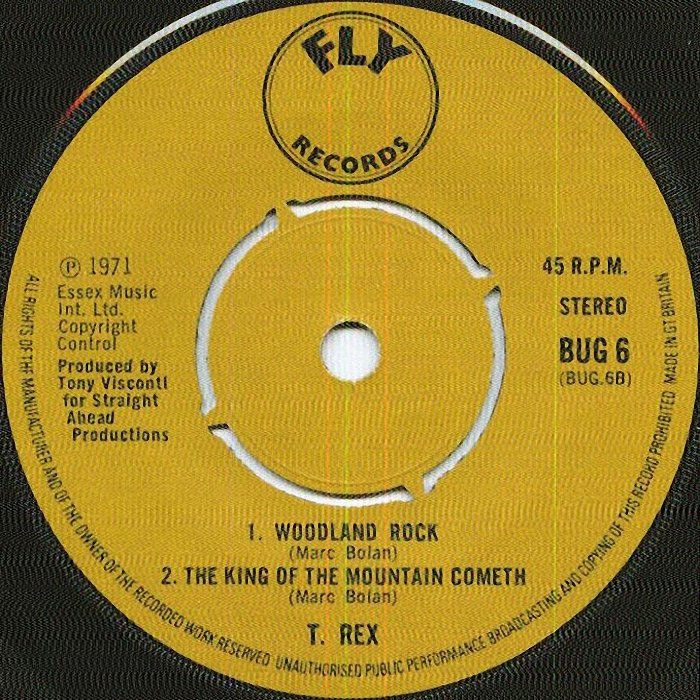 FLY
RECORDS
Ⓟ 1971
Essex Music
Int. Ltd.
Copyright
Control
Produced by
Tony Visconti
for Straight
Ahead
Productions
45 R.P.M.
STEREO
BUG 6
(BUG.6B)
1. WOODLAND ROCK
(Marc Bolan)
2. THE KING OF THE MOUNTAIN COMETH
(Marc Bolan)
T. REX
ALL RIGHTS OF THE MANUFACTURER AND OF THE OWNER OF THE RECORDED WORK RESERVED UNAUTHORISED PUBLIC PERFORMANCE BROADCASTING AND COPYING OF THIS RECORD PROHIBITED MADE IN GT BRITAIN